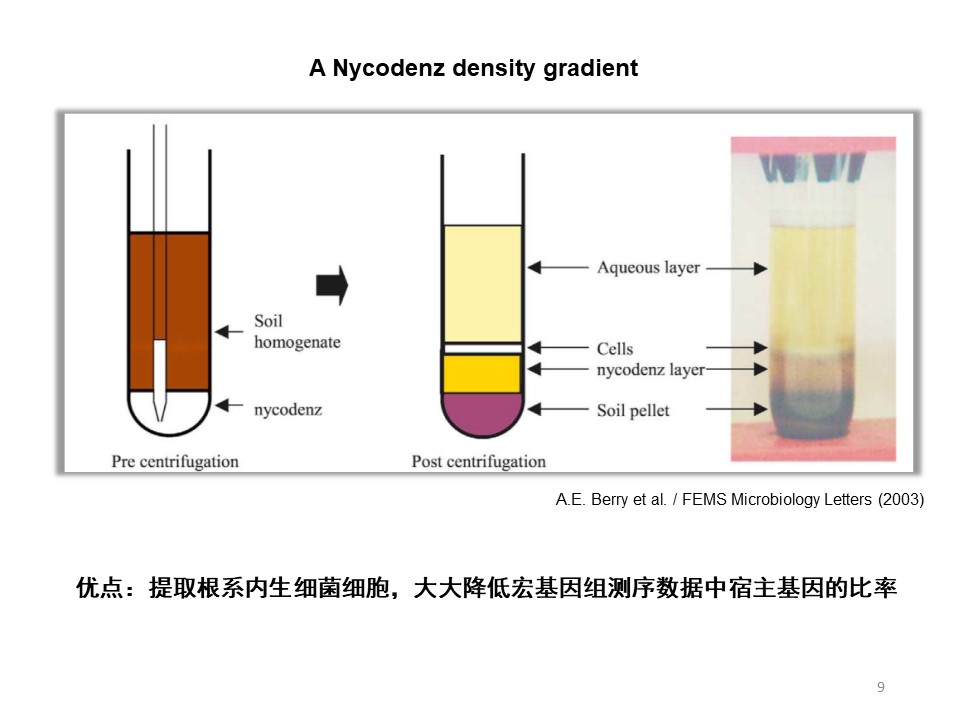 A Nycodenz density gradient
Soil
homogenate
nycodenz
Pre centrifugation
Aqueous layer
Cells
nycodenz layer
Soil pellet
Post centrifugation
A.E. Berry et al. / FEMS Microbiology Letters (2003)
优点：提取根系内生细菌细胞，大大降低宏基因组测序数据中宿主基因的比率
9